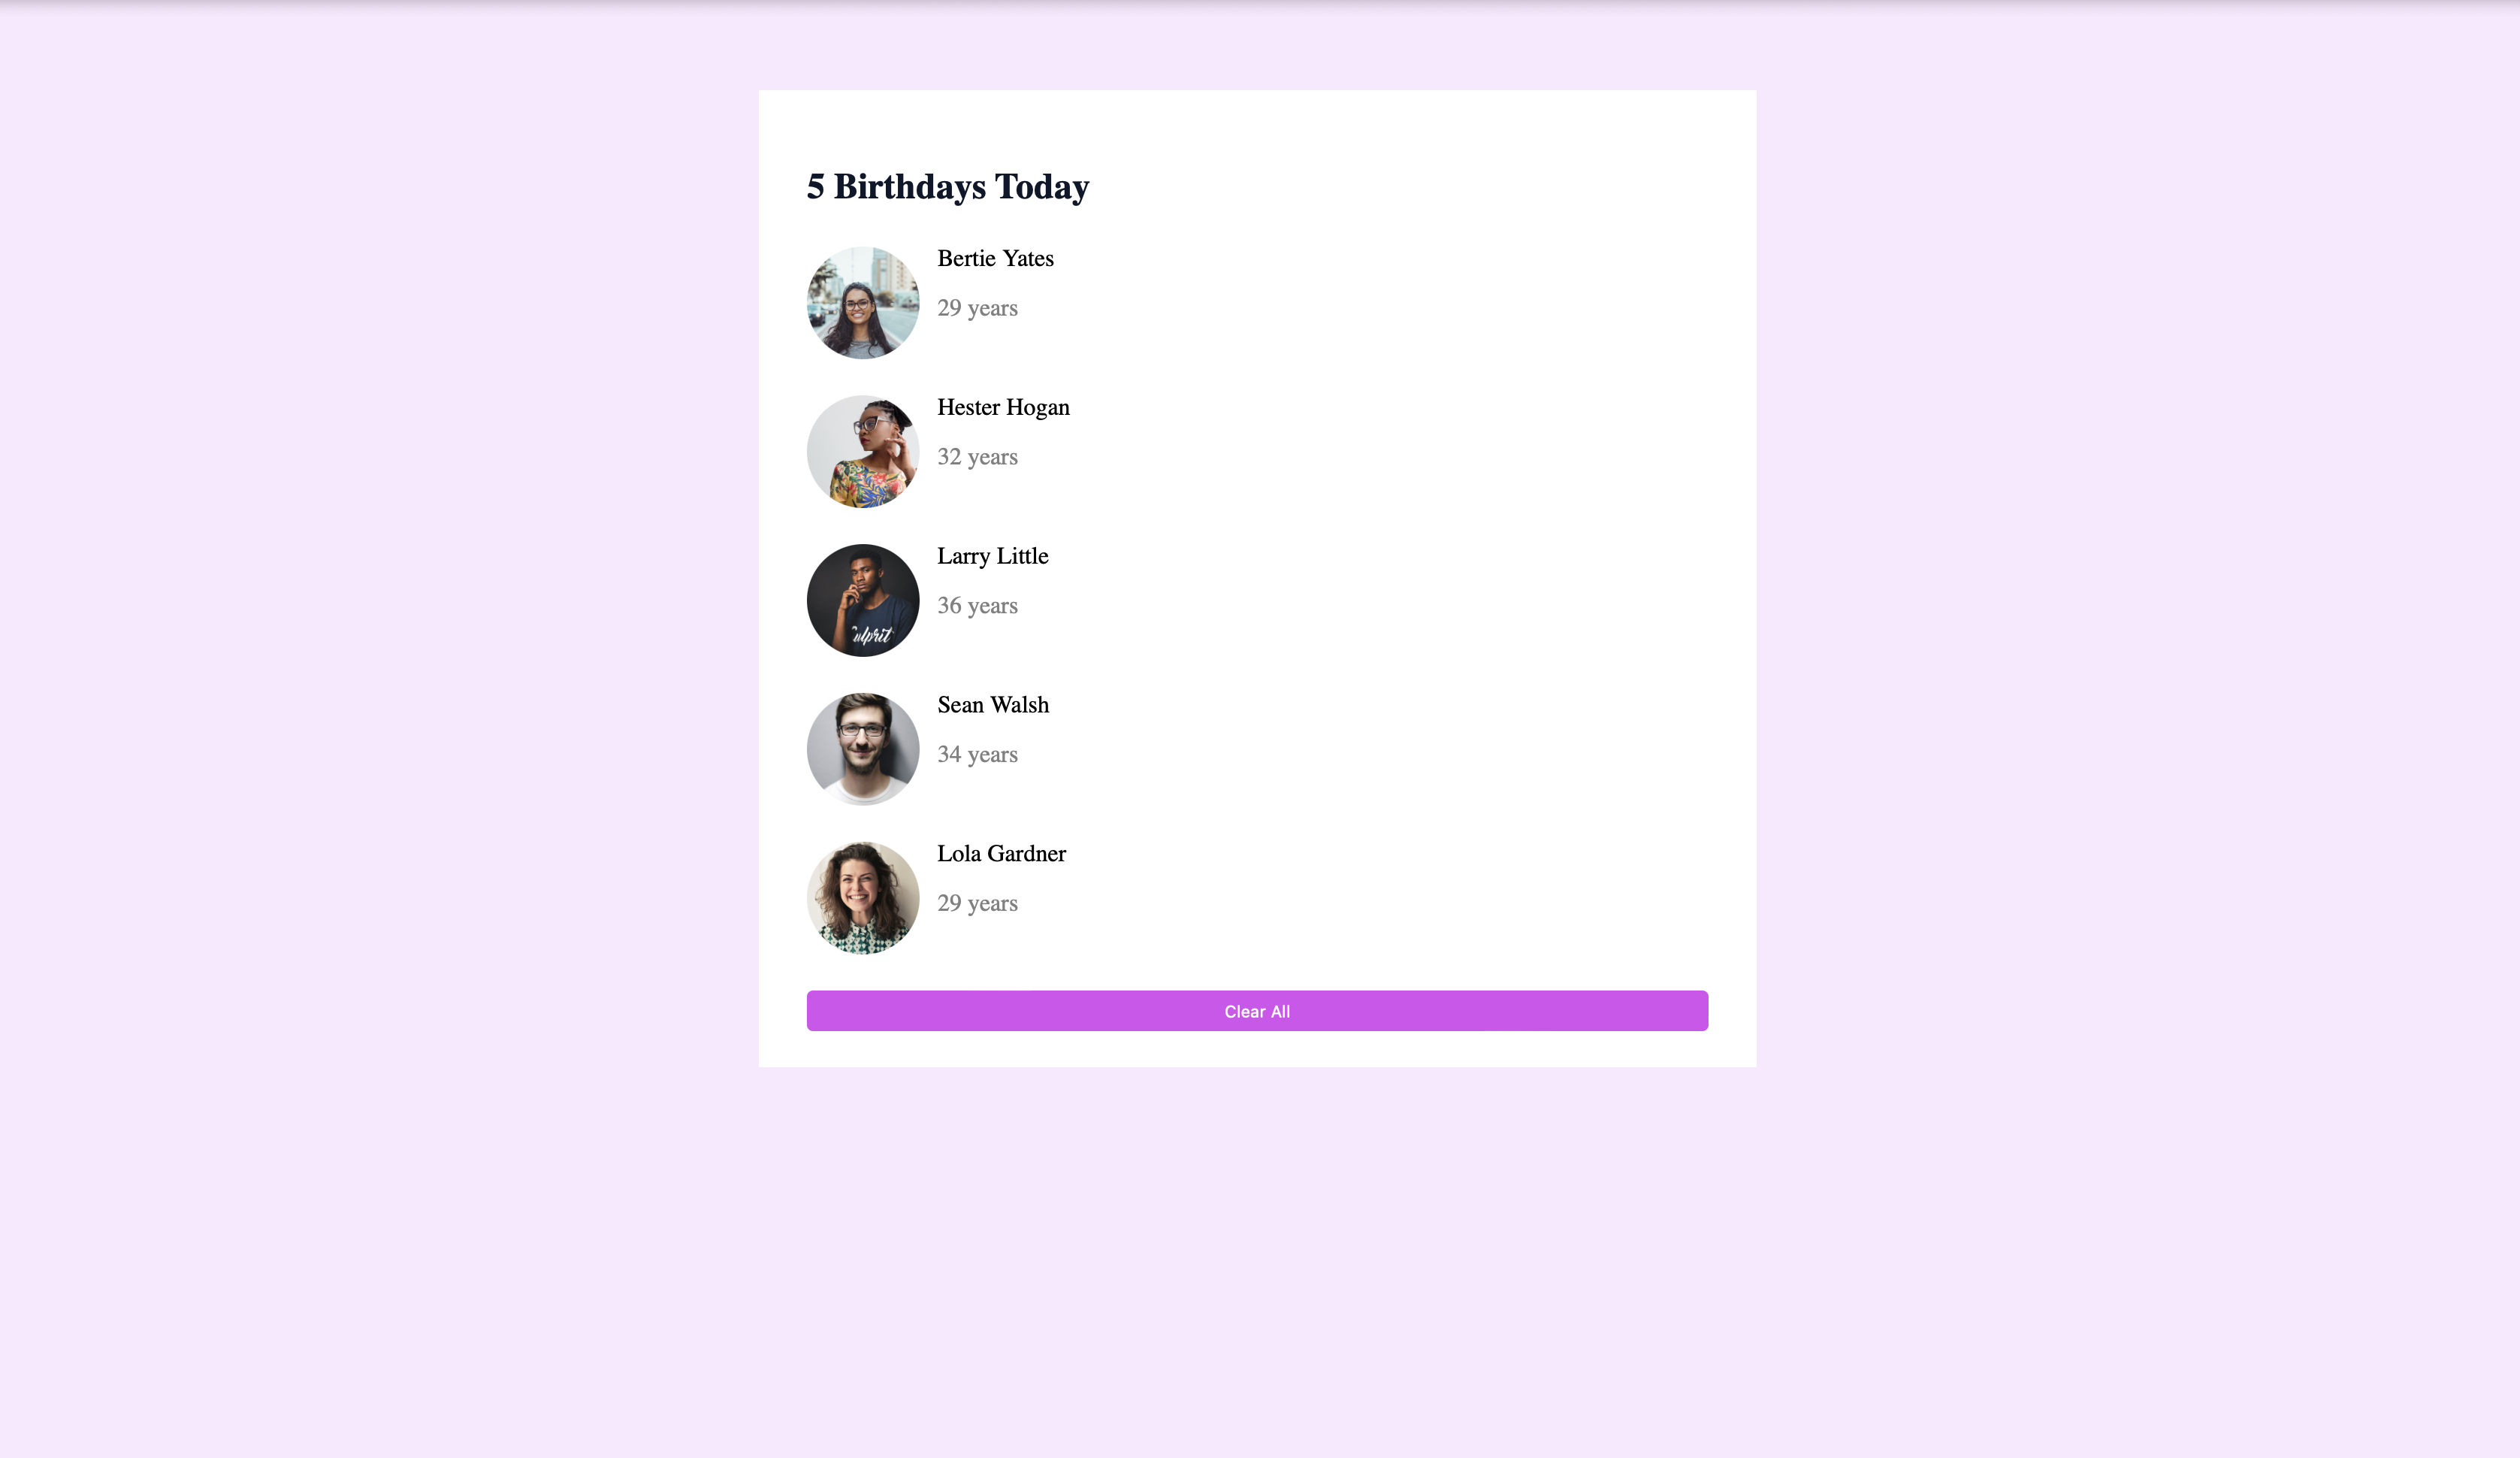 5 Birthdays Today
Bertie Yates
29 years
Hester Hogan
32 years
Larry Little
36 years
ulprit
Sean Walsh
34 years
Lola Gardner
29 years
Clear All